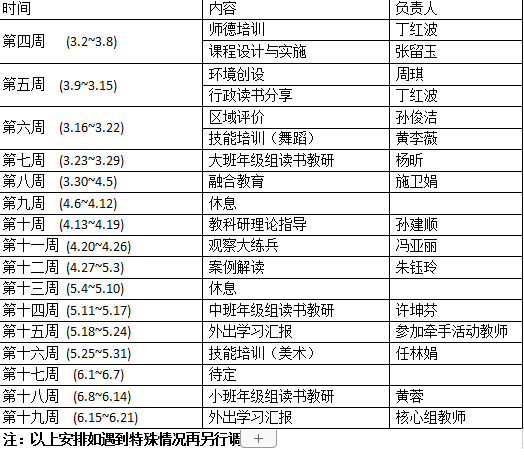 时间 内容 负责人
第四周 (3.2~3.8) 师德培训 丁红波
课程设计与实施 张留玉
第五周 (3.9~3.15) 环境创设 周琪
行政读书分享 丁红波
第六周 (3.16~3.22) 区域评价 孙俊洁
技能培训（舞蹈） 黄李薇
第七周 (3.23~3.29) 大班年级组读书教研 杨昕
第八周 (3.30~4.5) 融合教育 施卫娟
第九周 (4.6~4.12) 休息
第十周 (4.13~4.19) 教科研理论指导 孙建顺
第十一周 (4.20~4.26) 观察大练兵 冯亚丽
第十二周 (4.27~5.3) 案例解读 朱钰玲
第十三周 (5.4~5.10) 休息
第十四周 (5.11~5.17) 中班年级组读书教研 许坤芬
第十五周 (5.18~5.24) 外出学习汇报 参加牵手活动教师
第十六周 (5.25~5.31) 技能培训（美术） 任林娟
第十七周 (6.1~6.7) 待定
第十八周 (6.8~6.14) 小班年级组读书教研 黄蓉
第十九周 (6.15~6.21) 外出学习汇报 核心组教师
注：以上安排如遇到特殊情况再另行调